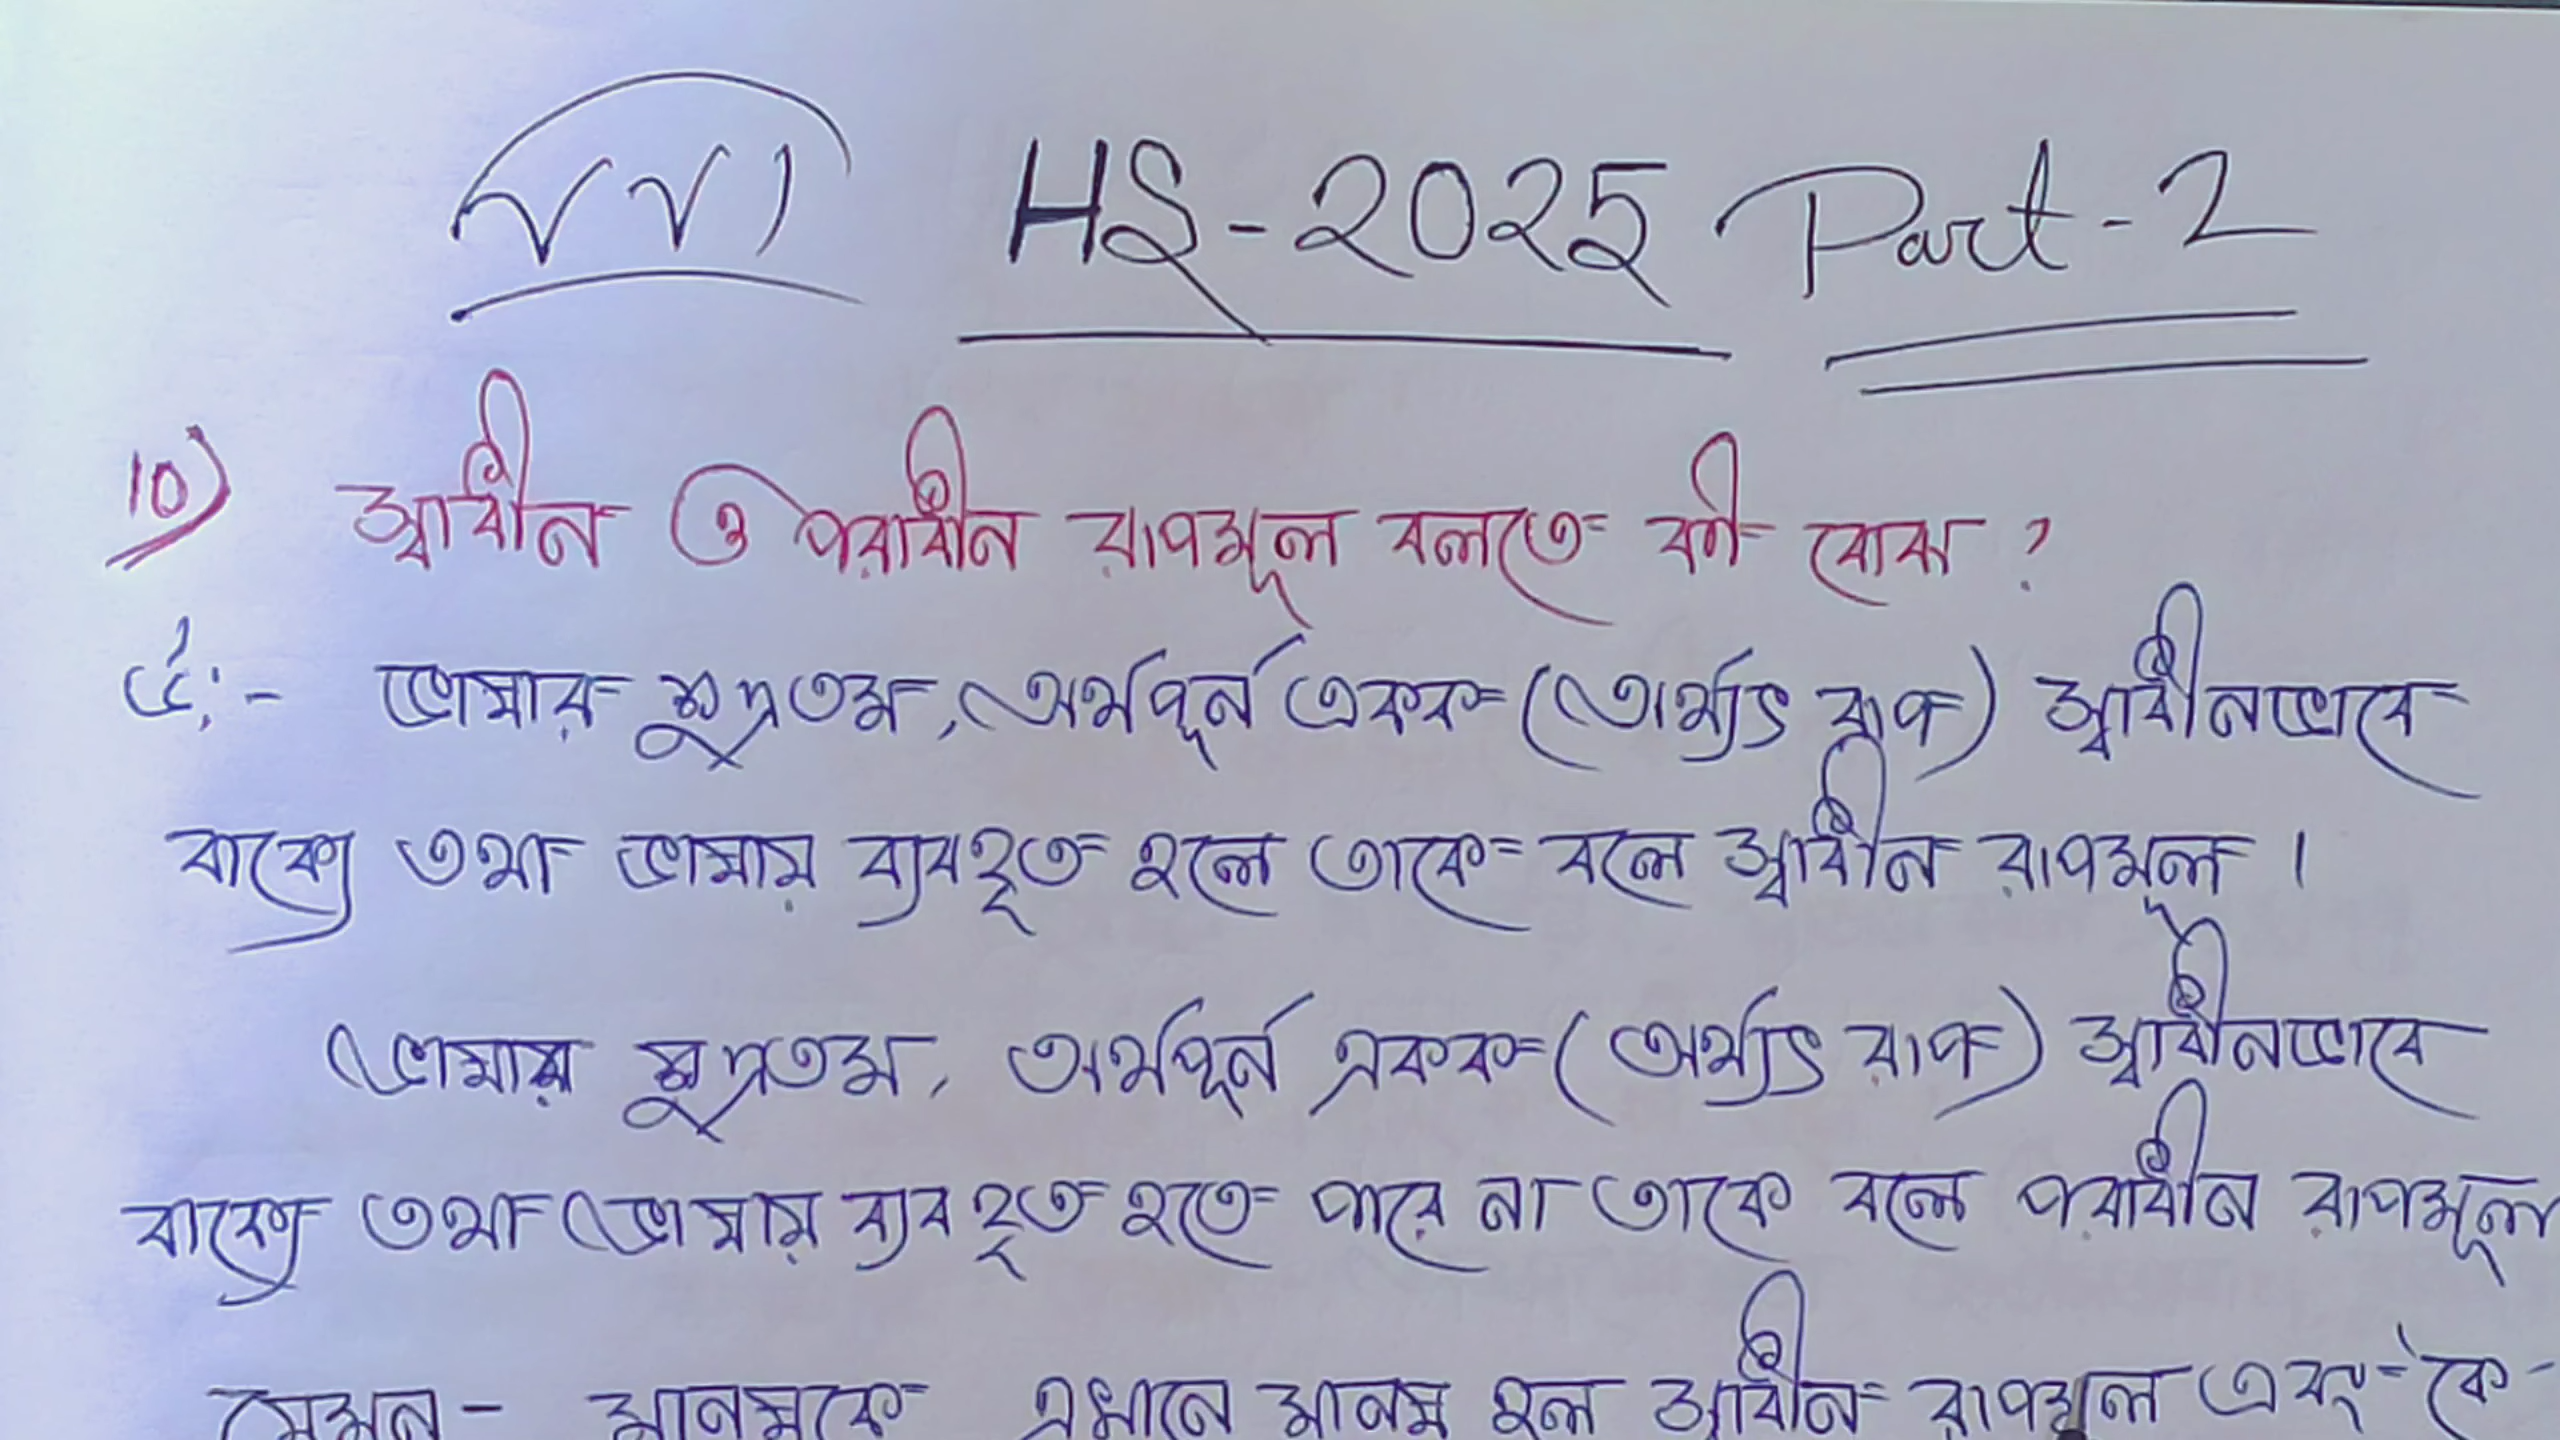 VVI HS-2025 Part-2
10) স্বাধীন ও পরাধীন রূপমূল বলতে কী বোঝ ?
উঃ- ভাষার ক্ষুদ্রতম, অর্থপূর্ন একক (অর্থাৎ রূপ) স্বাধীনভাবে
বাক্যে তথা ভাষায় ব্যবহৃত হলে তাকে বলে স্বাধীন রূপমূল ।
ভাষার ক্ষুদ্রতম, অর্থপূর্ন একক (অর্থাৎ রূপ) স্বাধীনভাবে
বাক্যে তথা ভাষায় ব্যবহৃত হতে পারে না তাকে বলে পরাধীন রূপমূল
যেমন - মানুষকে এখানে মানুষ হল স্বাধীন রূপমূল এবং 'কে -